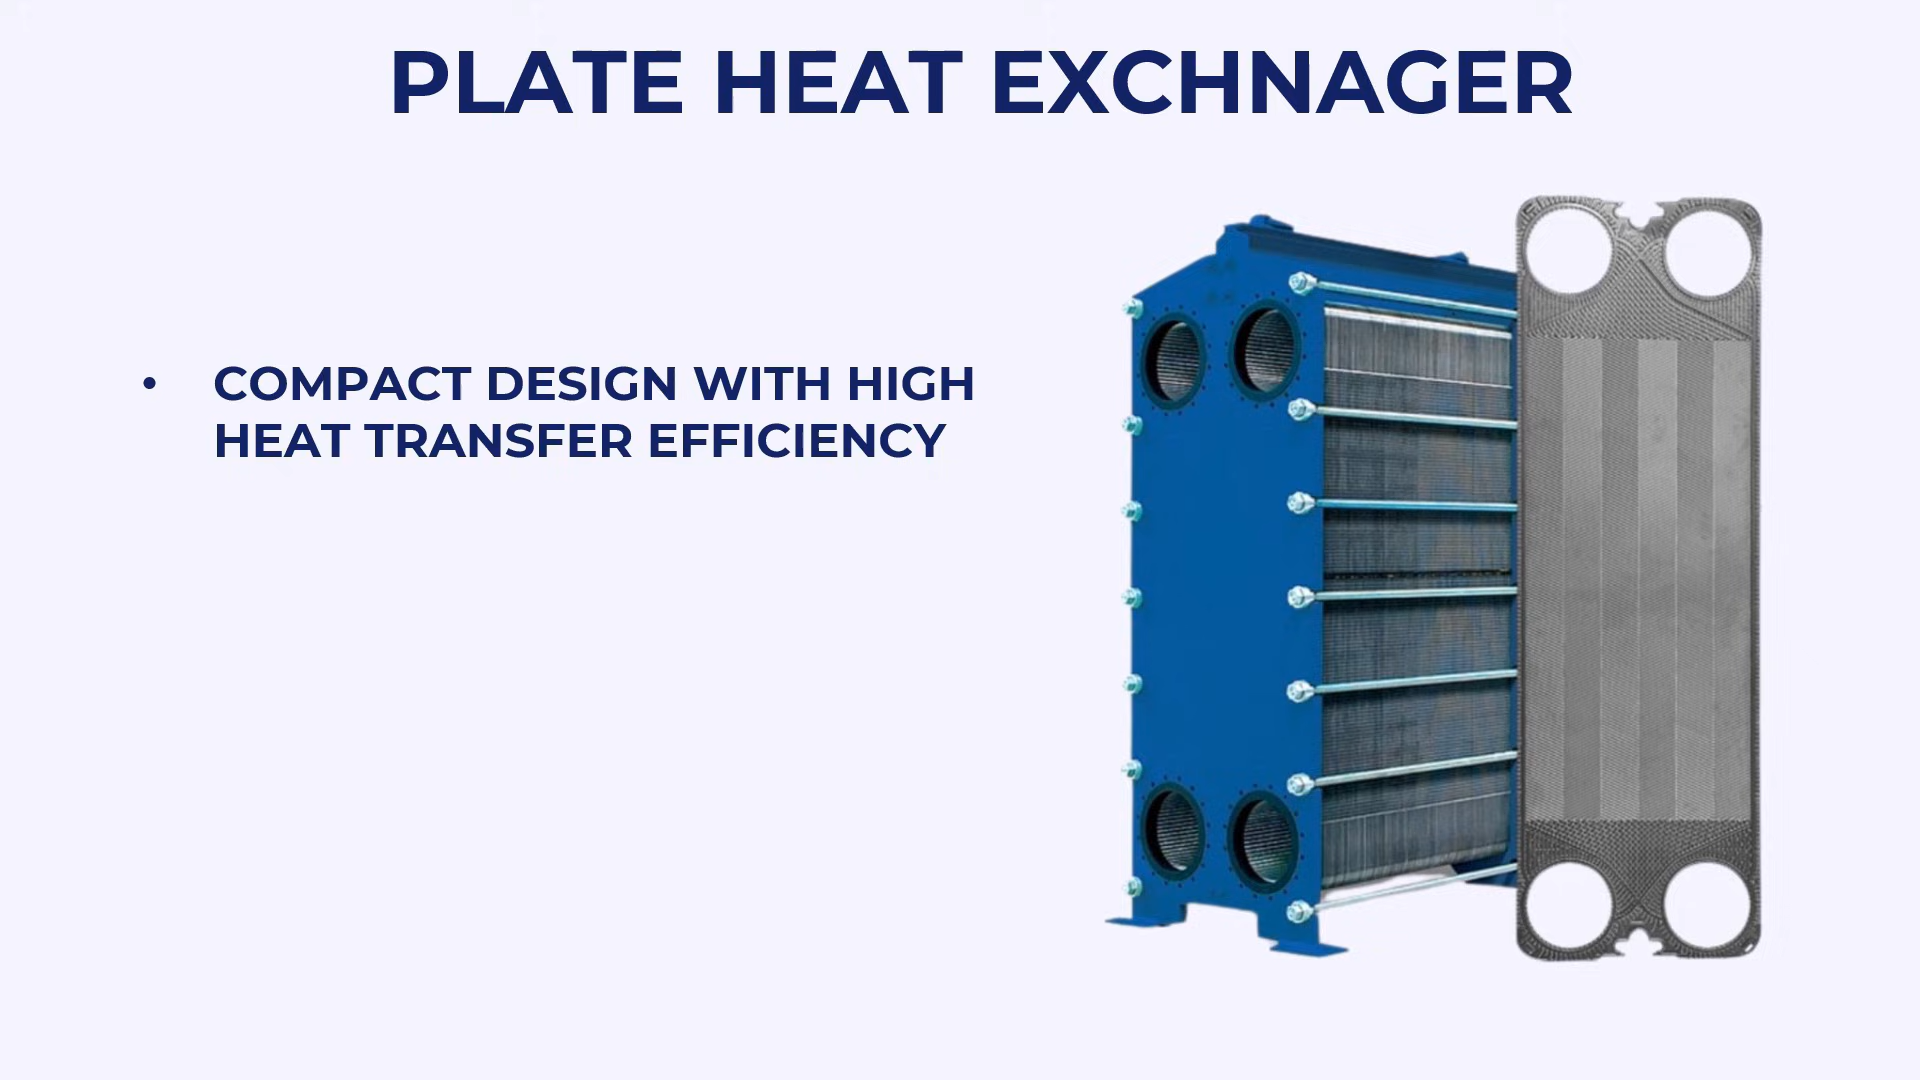 PLATE HEAT EXCHNAGER
• COMPACT DESIGN WITH HIGH
HEAT TRANSFER EFFICIENCY